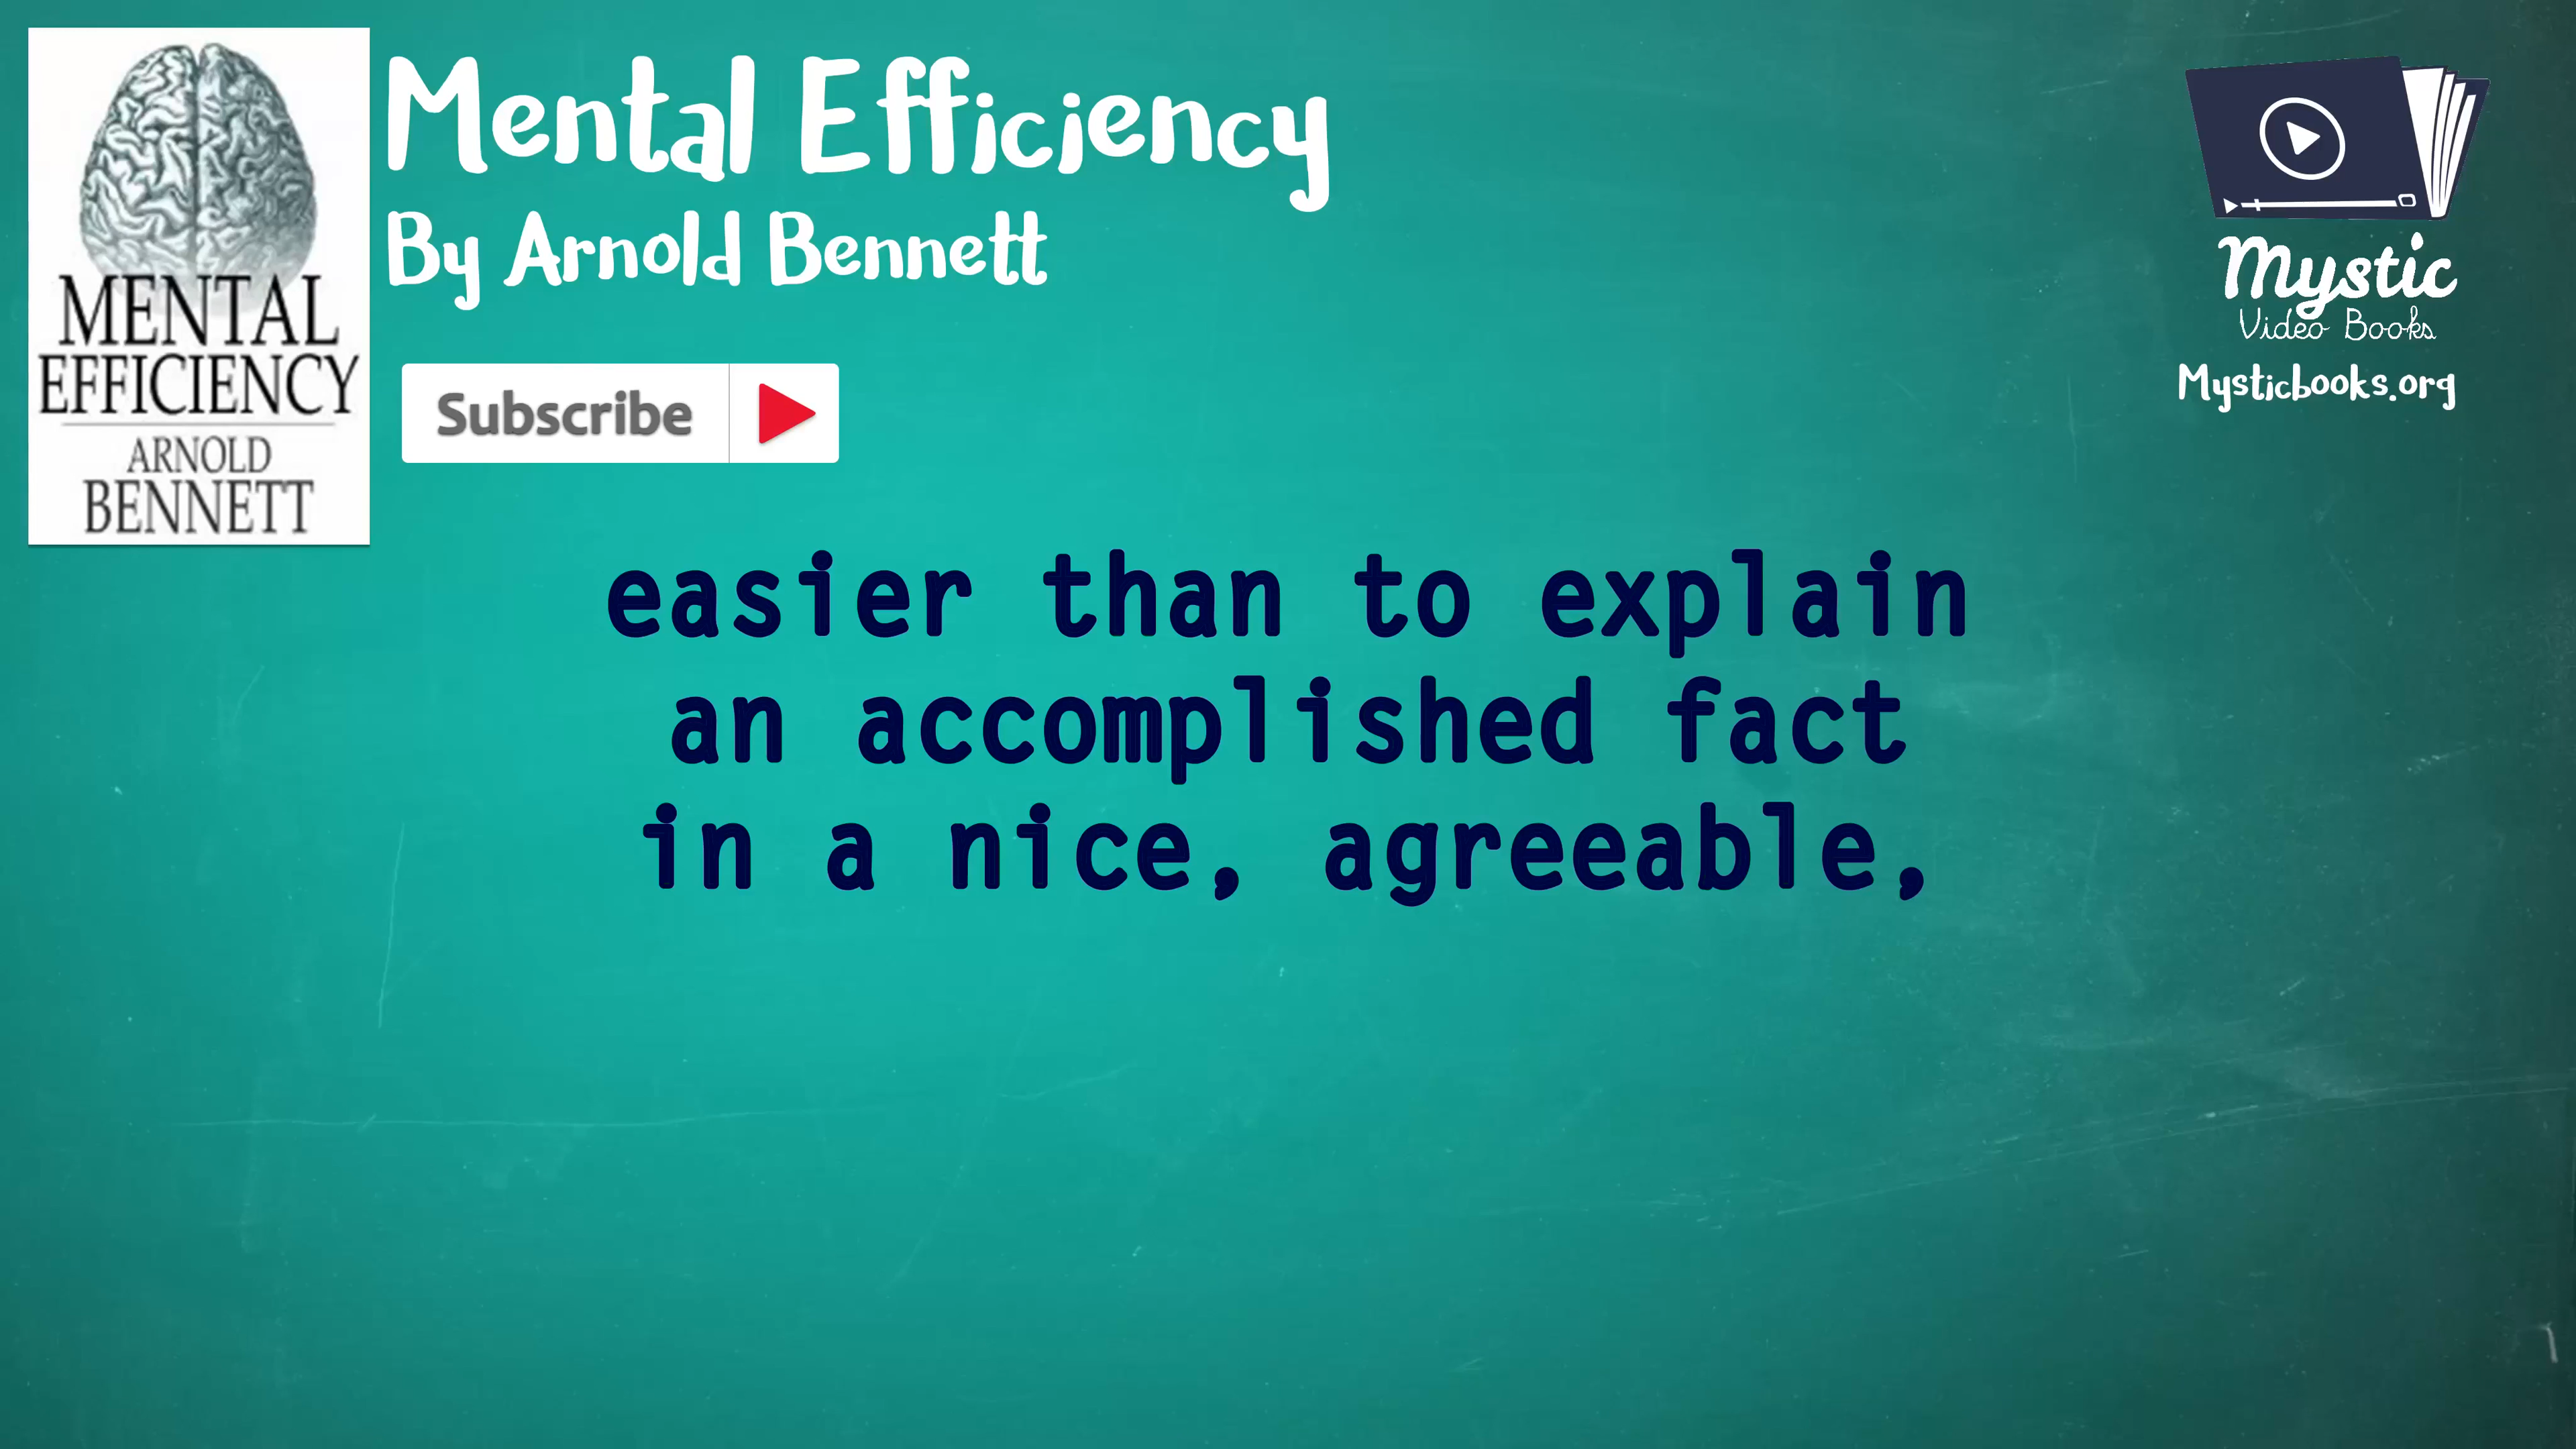 MENTAL
EFFICIENCY
ARNOLD
BENNETT
Mental Efficiency
By Arnold Bennett
Subscribe
Mystic
Video Books
Mysticbooks.org
easier than to explain
an accomplished fact
in a nice, agreeable,